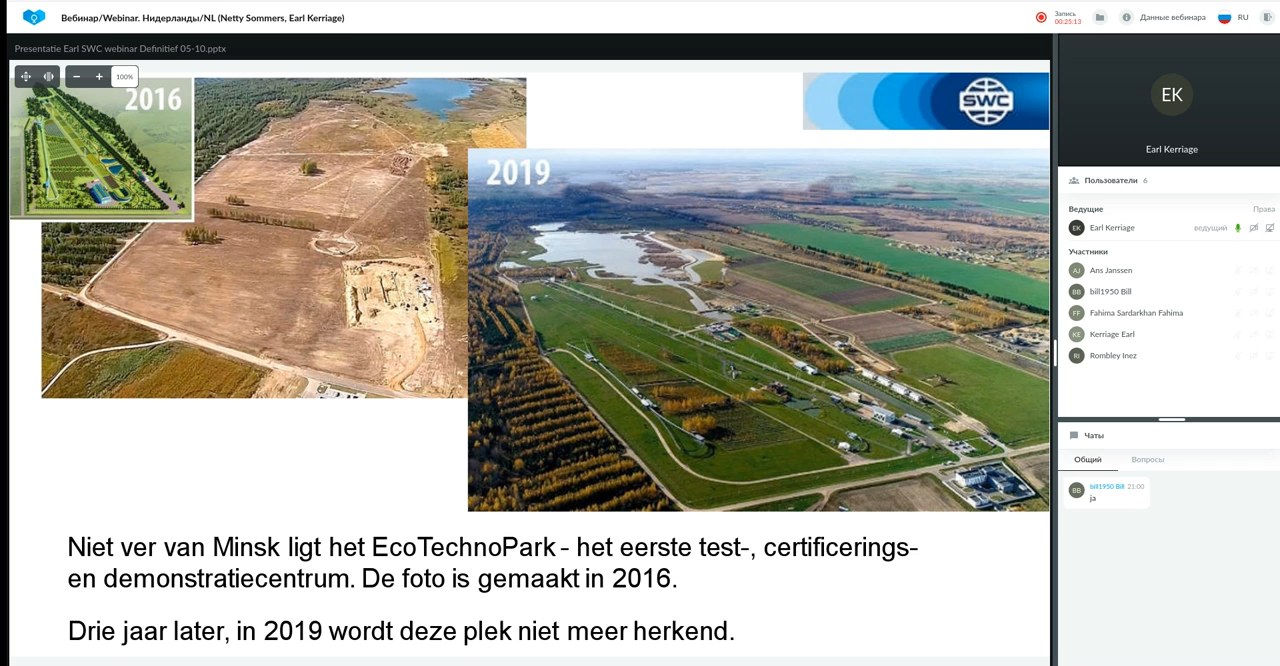 Вебинар/Webinar. Нидерланды/NL (Netty Sommers, Earl Kerriage)
Запись
00:25:13
Данные вебинара
RU
Presentatie Earl SWC webinar Definitief 05-10.pptx
100%
2016
SWC
2019
Niet ver van Minsk ligt het EcoTechnoPark - het eerste test-, certificerings-
en demonstratiecentrum. De foto is gemaakt in 2016.
Drie jaar later, in 2019 wordt deze plek niet meer herkend.
EK
Earl Kerriage
Пользователи 6
Ведущие Права
EK Earl Kerriage ведущий
Участники
AJ Ans Janssen
BB bill1950 Bill
FF Fahima Sardarkhan Fahima
KE Kerriage Earl
RI Rombley Inez
Чаты
Общий Вопросы
BB bill1950 Bill 21:00
ja